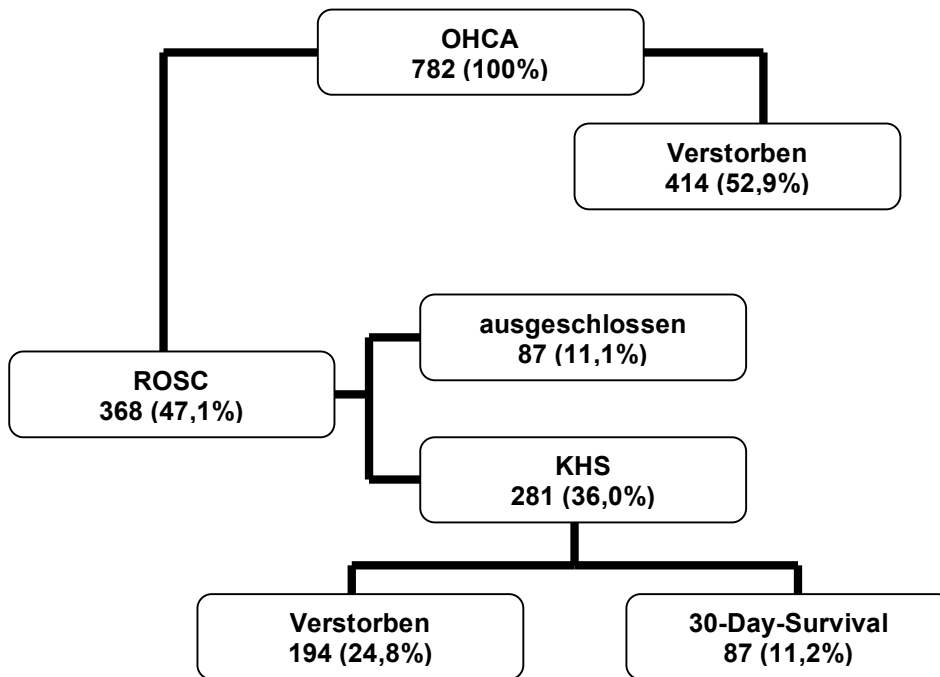 OHCA
782 (100%)
Verstorben
414 (52,9%)
ausgeschlossen
87 (11,1%)
ROSC
368 (47,1%)
KHS
281 (36,0%)
Verstorben
194 (24,8%)
30-Day-Survival
87 (11,2%)